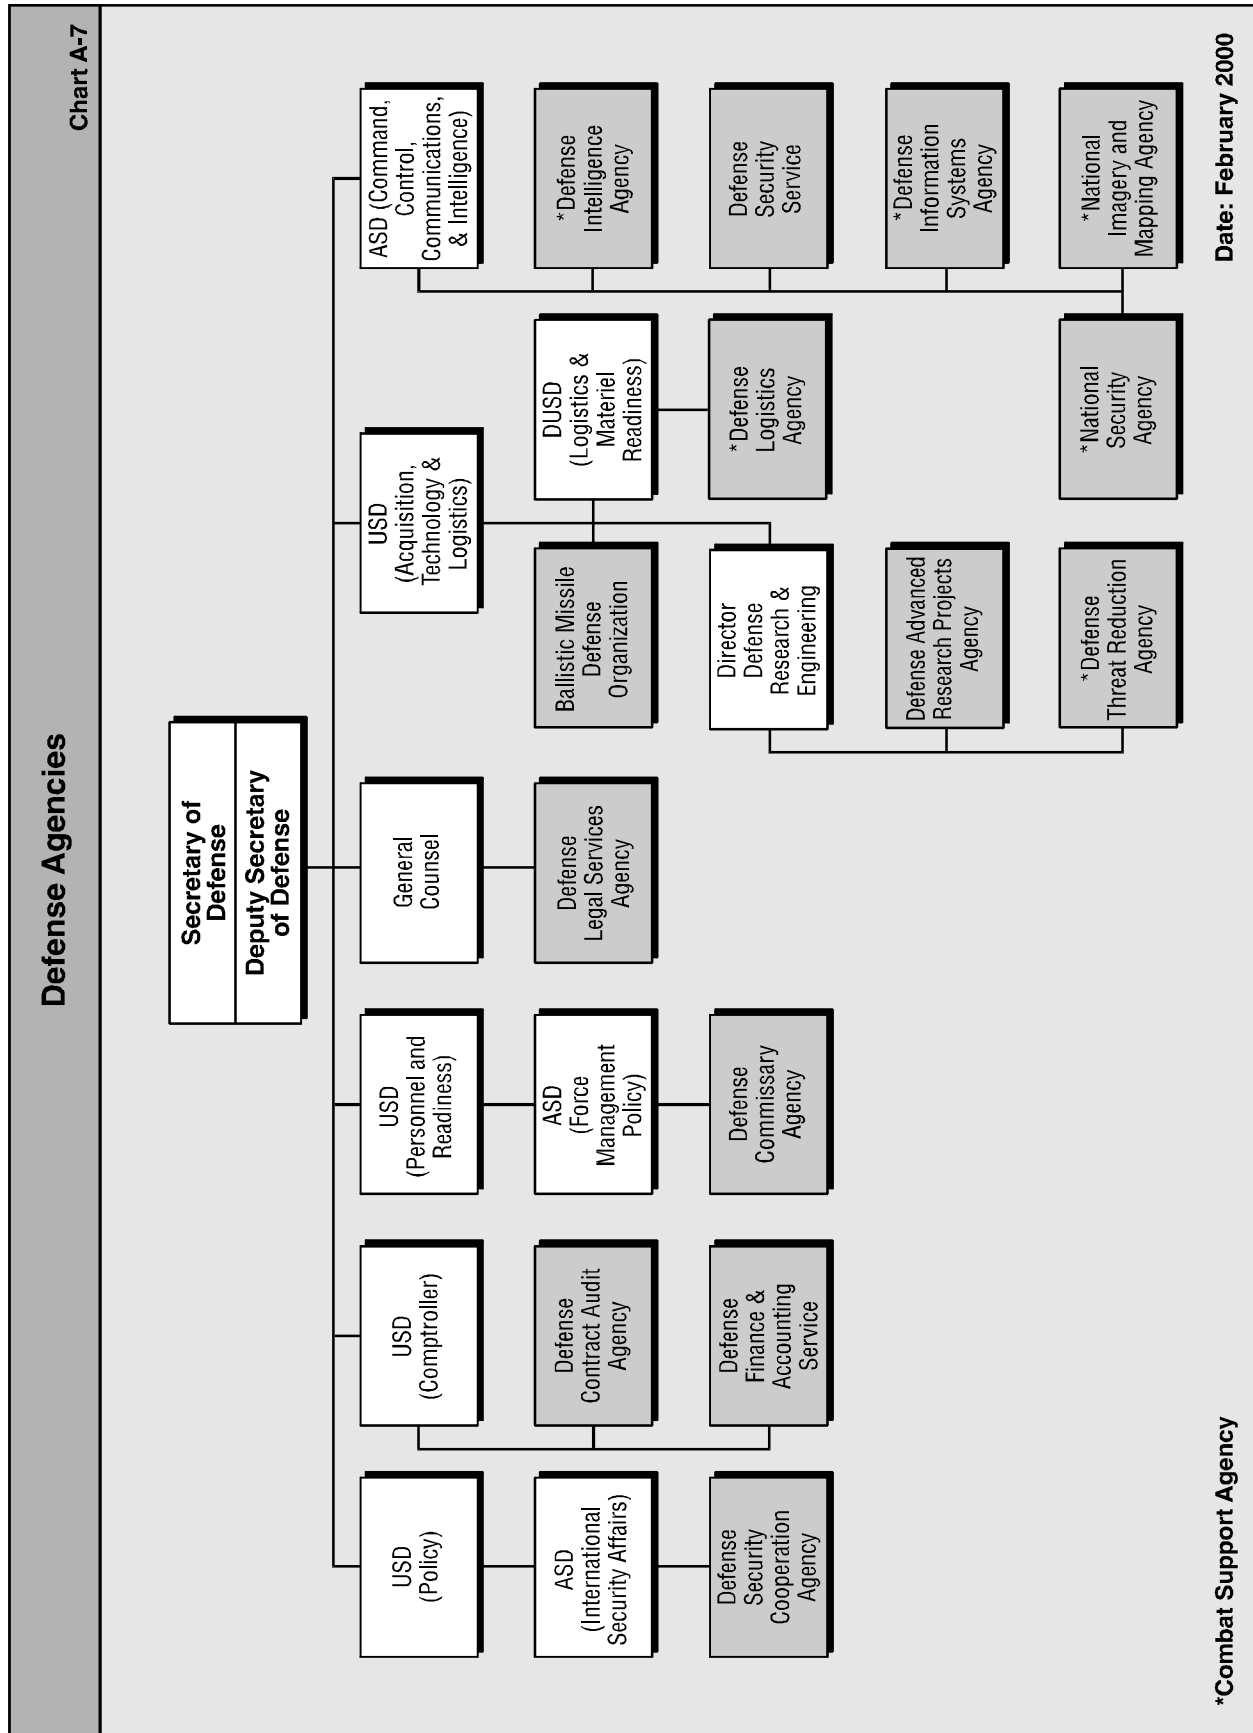 Defense Agencies
Chart A-7
Secretary of
Defense
Deputy Secretary
of Defense
USD
(Policy)
USD
(Comptroller)
USD
(Personnel and
Readiness)
General
Counsel
USD
(Acquisition,
Technology &
Logistics)
ASD (Command,
Control,
Communications,
& Intelligence)
ASD
(International
Security Affairs)
Defense
Contract Audit
Agency
ASD
(Force
Management
Policy)
Defense
Legal Services
Agency
Ballistic Missile
Defense
Organization
DUSD
(Logistics &
Materiel
Readiness)
*Defense
Intelligence
Agency
Defense
Security
Cooperation
Agency
Defense
Finance &
Accounting
Service
Defense
Commissary
Agency
Director
Defense
Research &
Engineering
*Defense
Logistics
Agency
Defense
Security
Service
Defense Advanced
Research Projects
Agency
*Defense
Information
Systems
Agency
*Defense
Threat Reduction
Agency
*National
Security
Agency
*National
Imagery and
Mapping Agency
*Combat Support Agency
Date: February 2000